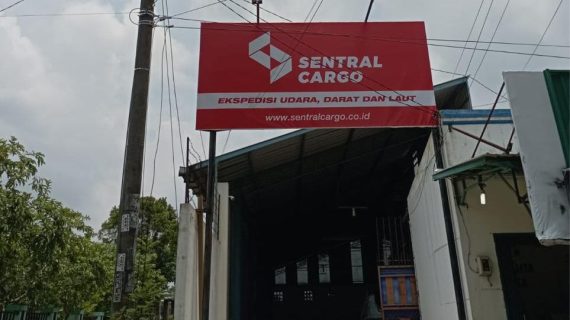 SENTRAL
CARGO
EKSPEDISI UDARA, DARAT DAN LAUT
www.sentralcargo.co.id